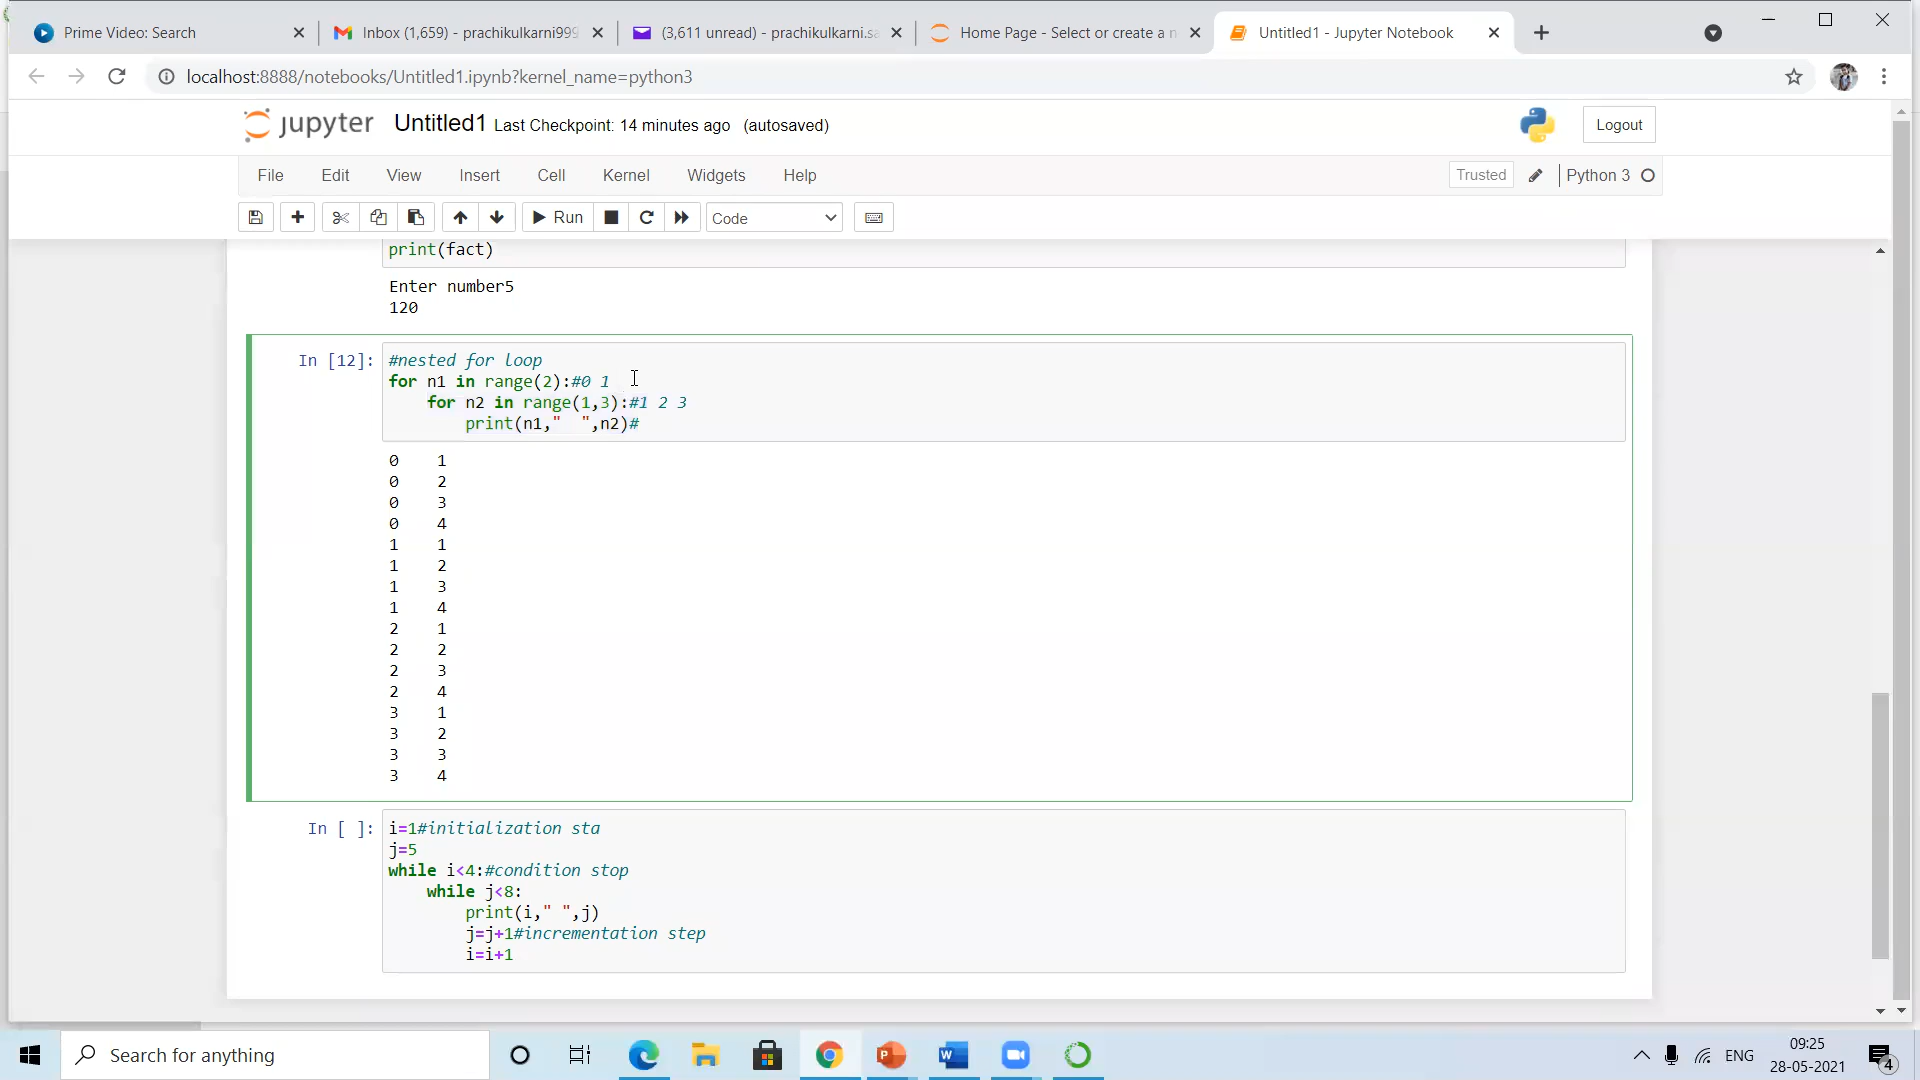 Prime Video: Search
Inbox (1,659) - prachikulkarni999
(3,611 unread) - prachikulkarni.sa
Home Page - Select or create a n
Untitled1 - Jupyter Notebook
localhost:8888/notebooks/Untitled1.ipynb?kernel_name=python3
jupyter Untitled1 Last Checkpoint: 14 minutes ago (autosaved)
Logout
File Edit View Insert Cell Kernel Widgets Help
Trusted Python 3
Run Code
print(fact)
Enter number5
120
In [12]: #nested for loop
for n1 in range(2):#0 1
for n2 in range(1,3):#1 2 3
print(n1,"  ",n2)#
0 1
0 2
0 3
0 4
1 1
1 2
1 3
1 4
2 1
2 2
2 3
2 4
3 1
3 2
3 3
3 4
In [ ]: i=1#initialization sta
j=5
while i<4:#condition stop
while j<8:
print(i," ",j)
j=j+1#incrementation step
i=i+1
Search for anything
ENG
09:25
28-05-2021
4